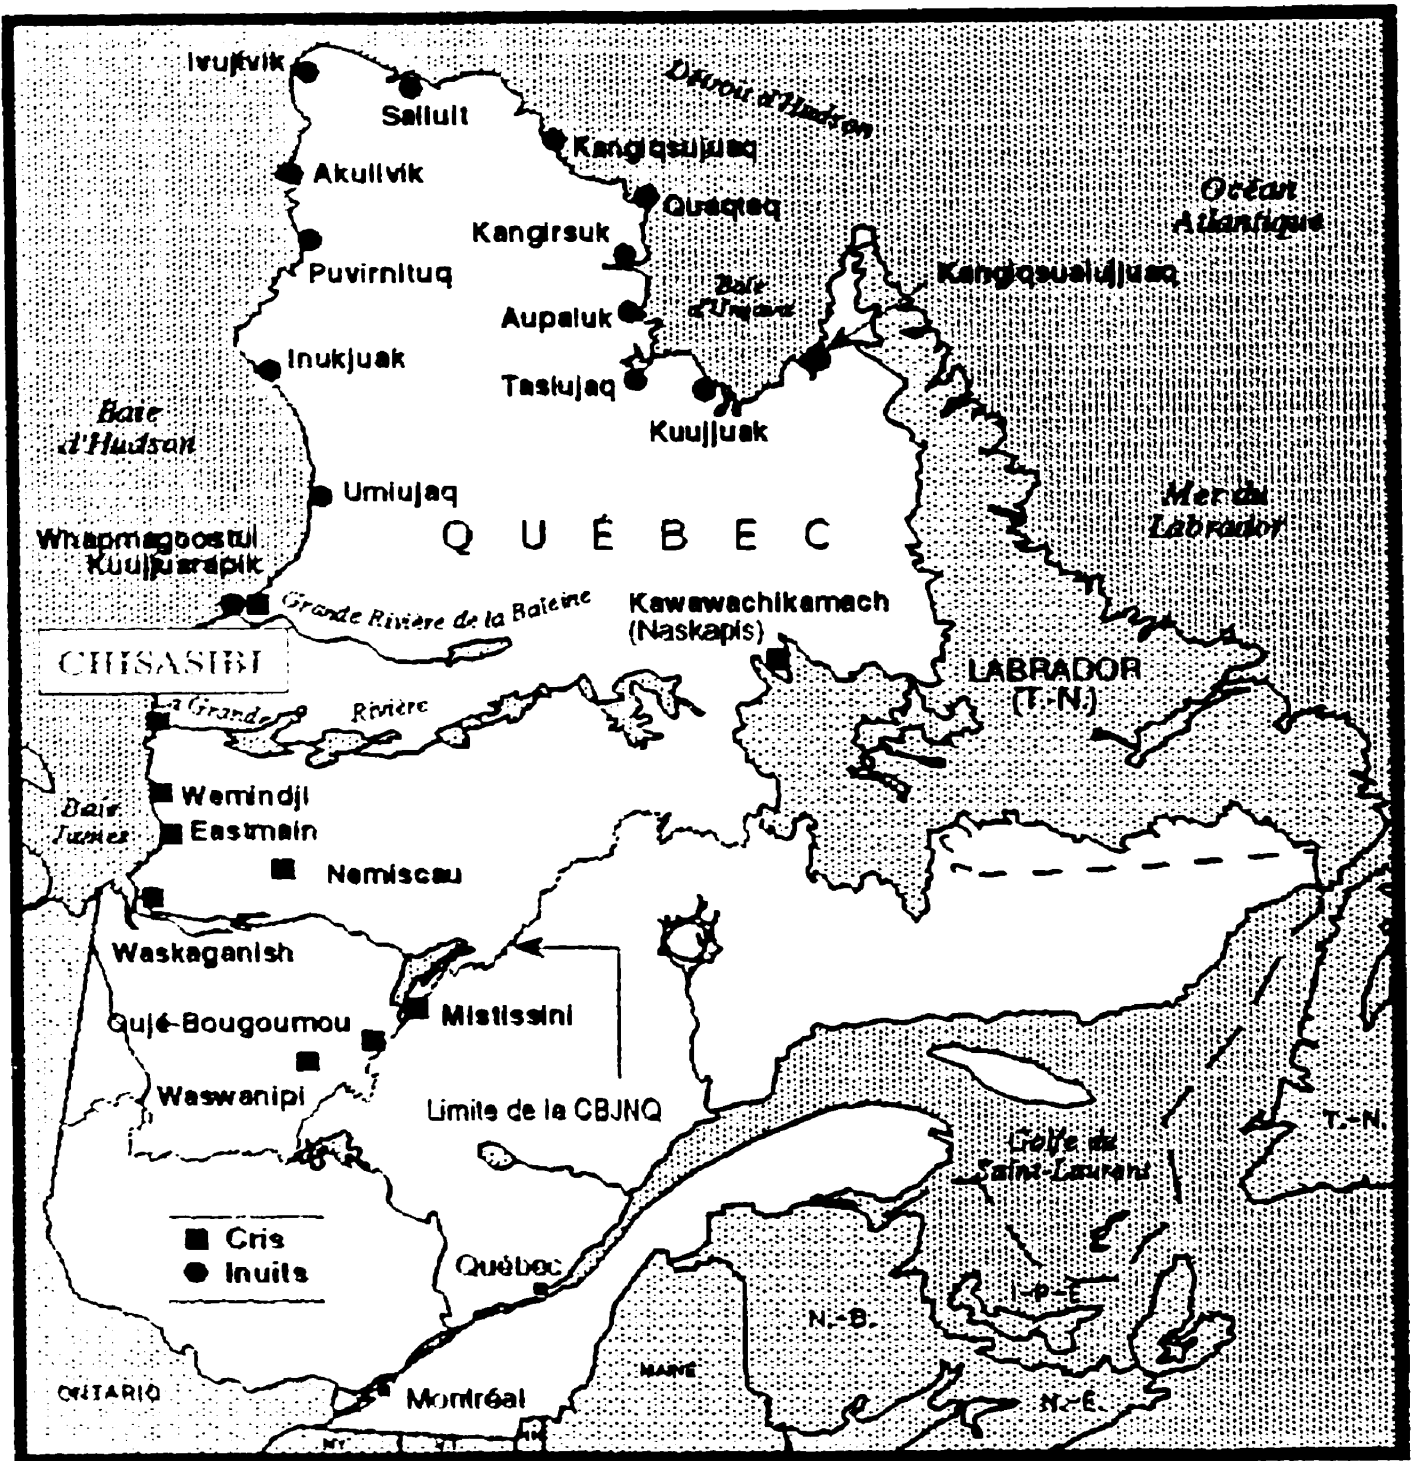 Ivujivik
Salluit
Détroit d'Hudson
Kangiqsujuaq
Akulivik
Quaqtaq
Océan
Atlantique
Kangirsuk
Puvirnituq
Kangiqsualujjuaq
Baie
d'Ungava
Aupaluk
Inukjuak
Tasiujaq
Baie
d'Hudson
Kuujjuak
Umiujaq
Mer du
Labrador
QUÉBEC
Whapmagoostui
Kuujjuarapik
Grande Rivière de la Baleine
Kawawachikamach
(Naskapis)
CHISASIBI
LABRADOR
(T.-N.)
La Grande Rivière
Wemindji
Baie
James
Eastmain
Nemiscau
Waskaganish
Mistissini
Oujé-Bougoumou
Waswanipi
Limite de la CBJNQ
T.-N.
Golfe du
Saint-Laurent
Cris
Inuits
Québec
I-P-E
N.-B.
MAINE
ONTARIO
Montréal
N.-E.
NY
VT
NH